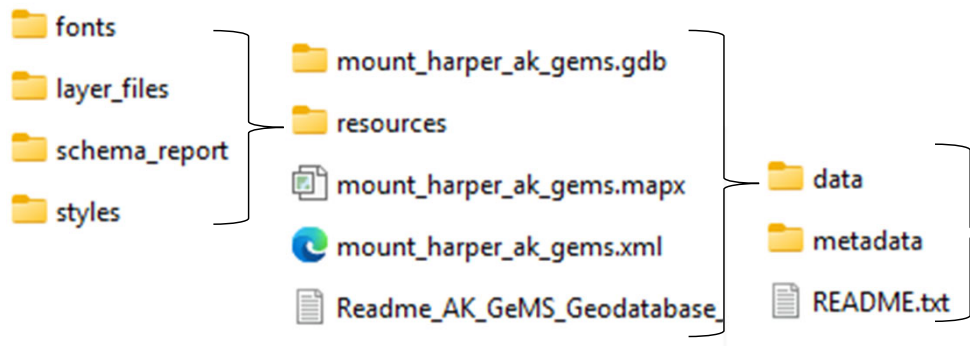 fonts
layer_files
schema_report
styles
mount_harper_ak_gems.gdb
resources
mount_harper_ak_gems.mapx
mount_harper_ak_gems.xml
Readme_AK_GeMS_Geodatabase_
data
metadata
README.txt